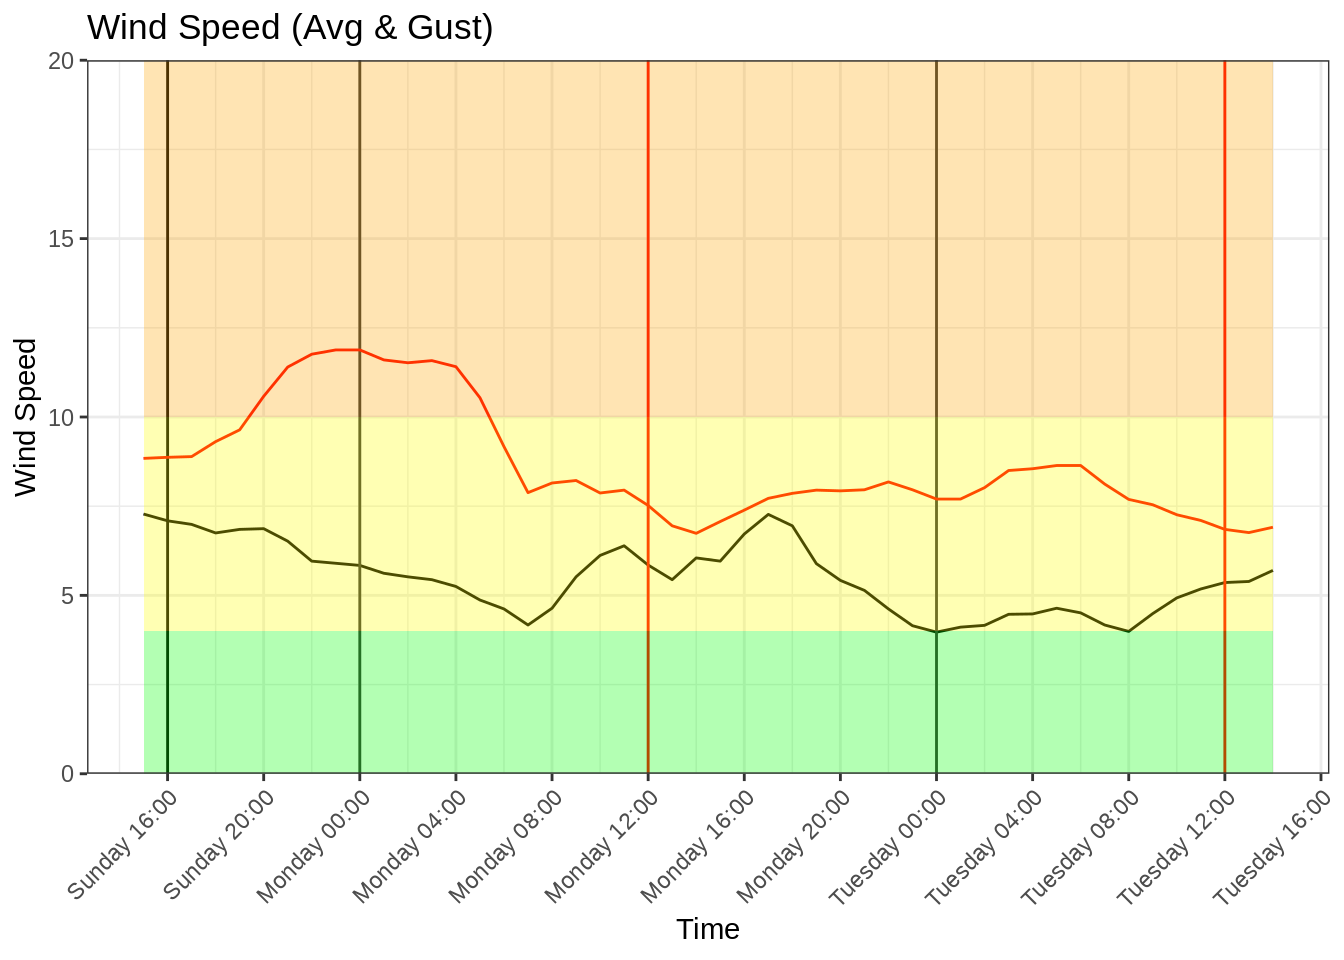 Wind Speed (Avg & Gust)
20
15
10
5
0
Wind Speed
Sunday 16:00
Sunday 20:00
Monday 00:00
Monday 04:00
Monday 08:00
Monday 12:00
Monday 16:00
Monday 20:00
Tuesday 00:00
Tuesday 04:00
Tuesday 08:00
Tuesday 12:00
Tuesday 16:00
Time